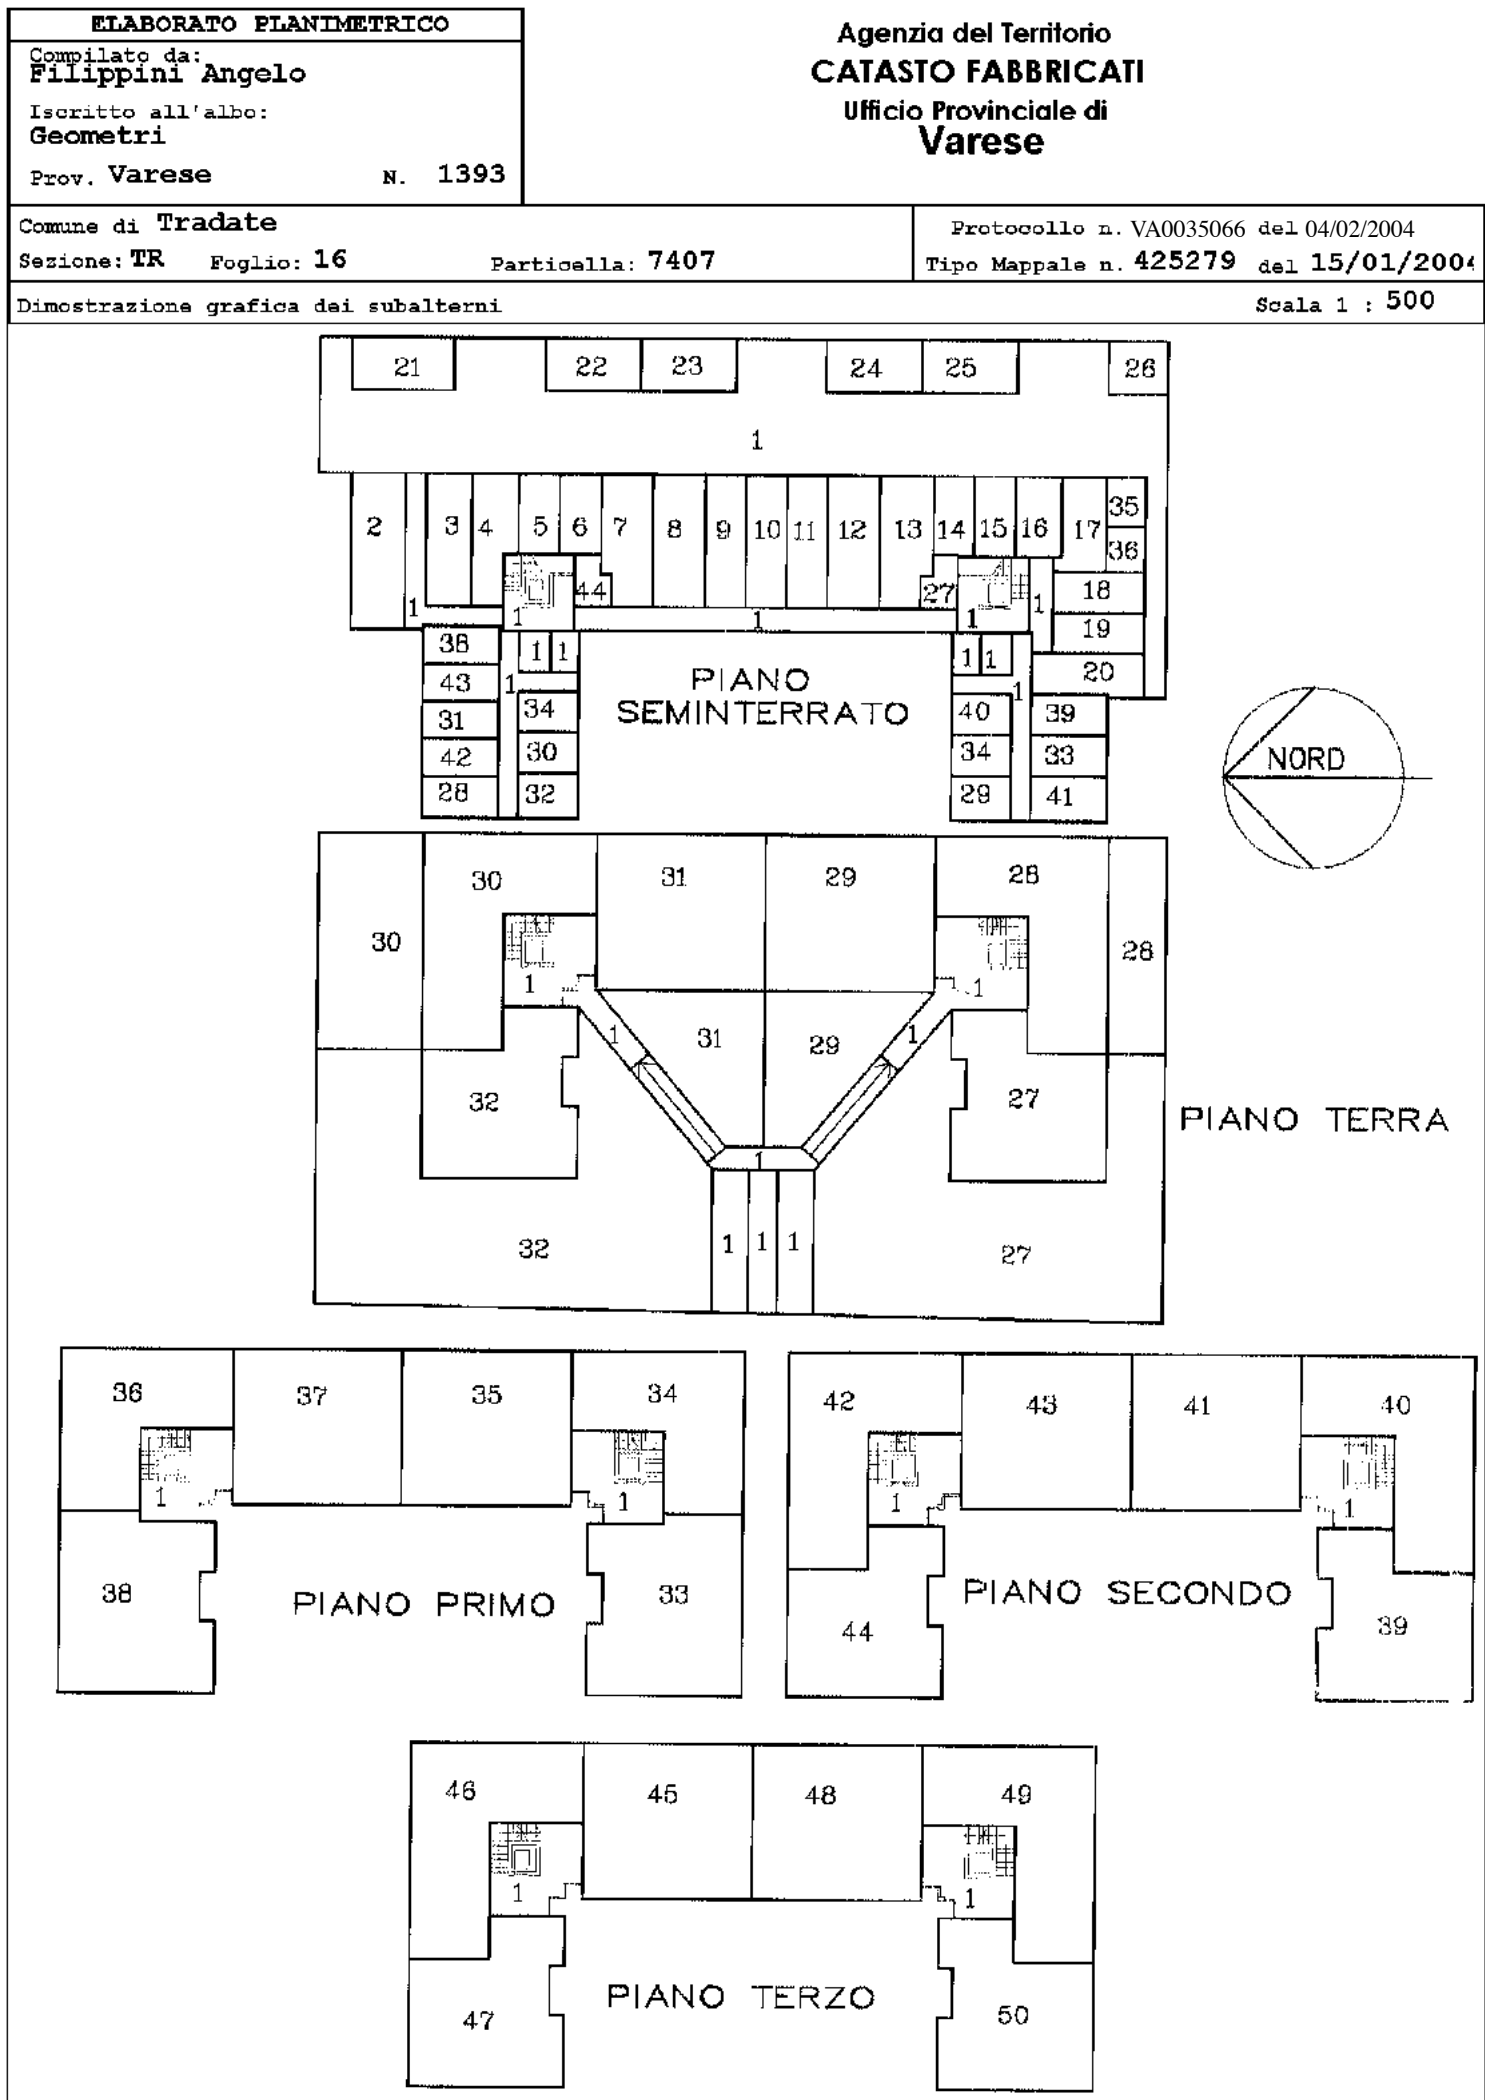 ELABORATO PLANIMETRICO
Compilato da:
Filippini Angelo
Iscritto all'albo:
Geometri
Prov. Varese N. 1393
Agenzia del Territorio
CATASTO FABBRICATI
Ufficio Provinciale di
Varese
Comune di Tradate
Sezione: TR Foglio: 16 Particella: 7407
Protocollo n. VA0035066 del 04/02/2004
Tipo Mappale n. 425279 del 15/01/2004
Dimostrazione grafica dei subalterni Scala 1 : 500
21 22 23 24 25 26
1
2 3 4 5 6 7 8 9 10 11 12 13 14 15 16 17 35
36
44 27 18
1 1 1 1 1
19
38 1 1 1 1
20
43 1 1
PIANO
SEMINTERRATO
31 34 40 39
42 30 34 33
28 32 29 41
NORD
30 31 29 28
30 28
1 1
1 31 29 1
32 27
PIANO TERRA
1
1 1 1
32 27
36 37 35 34
1 1
38 33
PIANO PRIMO
42 43 41 40
1 1
44 39
PIANO SECONDO
46 45 48 49
1 1
47 50
PIANO TERZO